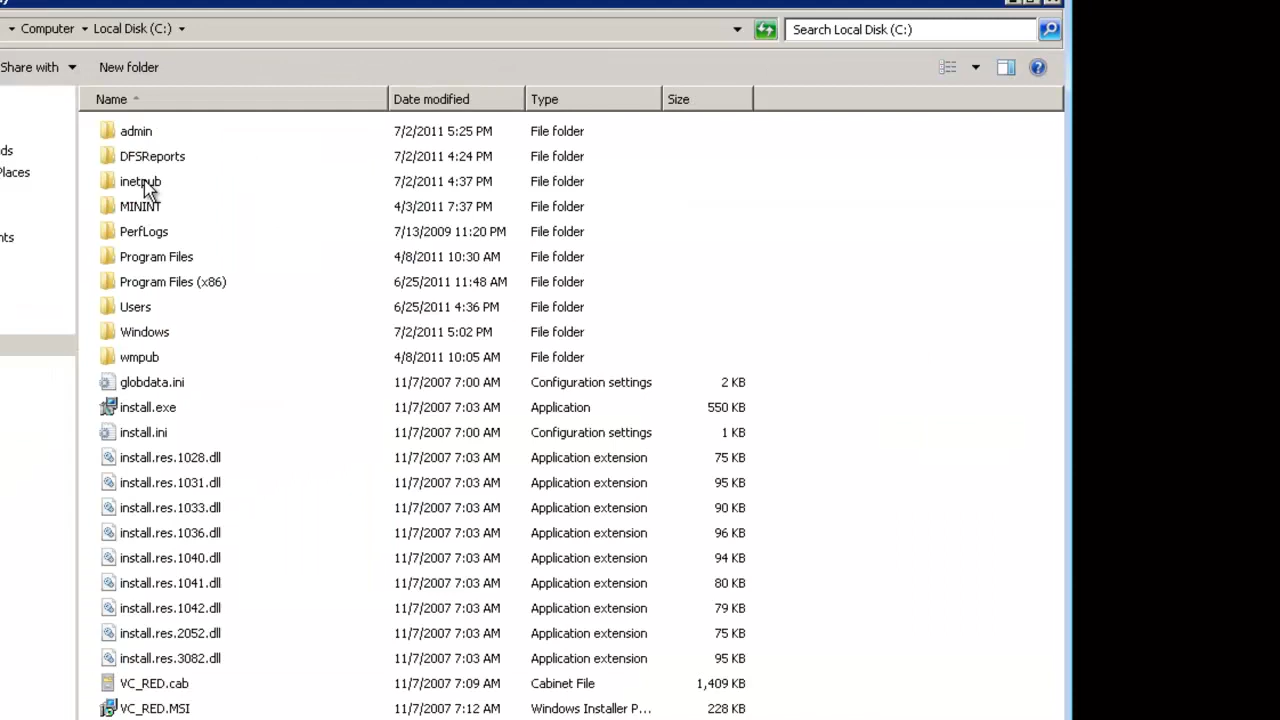 Computer Local Disk (C:) Search Local Disk (C:)
Share with New folder
Name Date modified Type Size
admin 7/2/2011 5:25 PM File folder
ds
DFSReports 7/2/2011 4:24 PM File folder
Places
inetpub 7/2/2011 4:37 PM File folder
MININT 4/3/2011 7:37 PM File folder
PerfLogs 7/13/2009 11:20 PM File folder
nts
Program Files 4/8/2011 10:30 AM File folder
Program Files (x86) 6/25/2011 11:48 AM File folder
Users 6/25/2011 4:36 PM File folder
Windows 7/2/2011 5:02 PM File folder
wmpub 4/8/2011 10:05 AM File folder
globdata.ini 11/7/2007 7:00 AM Configuration settings 2 KB
install.exe 11/7/2007 7:03 AM Application 550 KB
install.ini 11/7/2007 7:00 AM Configuration settings 1 KB
install.res.1028.dll 11/7/2007 7:03 AM Application extension 75 KB
install.res.1031.dll 11/7/2007 7:03 AM Application extension 95 KB
install.res.1033.dll 11/7/2007 7:03 AM Application extension 90 KB
install.res.1036.dll 11/7/2007 7:03 AM Application extension 96 KB
install.res.1040.dll 11/7/2007 7:03 AM Application extension 94 KB
install.res.1041.dll 11/7/2007 7:03 AM Application extension 80 KB
install.res.1042.dll 11/7/2007 7:03 AM Application extension 79 KB
install.res.2052.dll 11/7/2007 7:03 AM Application extension 75 KB
install.res.3082.dll 11/7/2007 7:03 AM Application extension 95 KB
VC_RED.cab 11/7/2007 7:09 AM Cabinet File 1,409 KB
VC_RED.MSI 11/7/2007 7:12 AM Windows Installer P... 228 KB